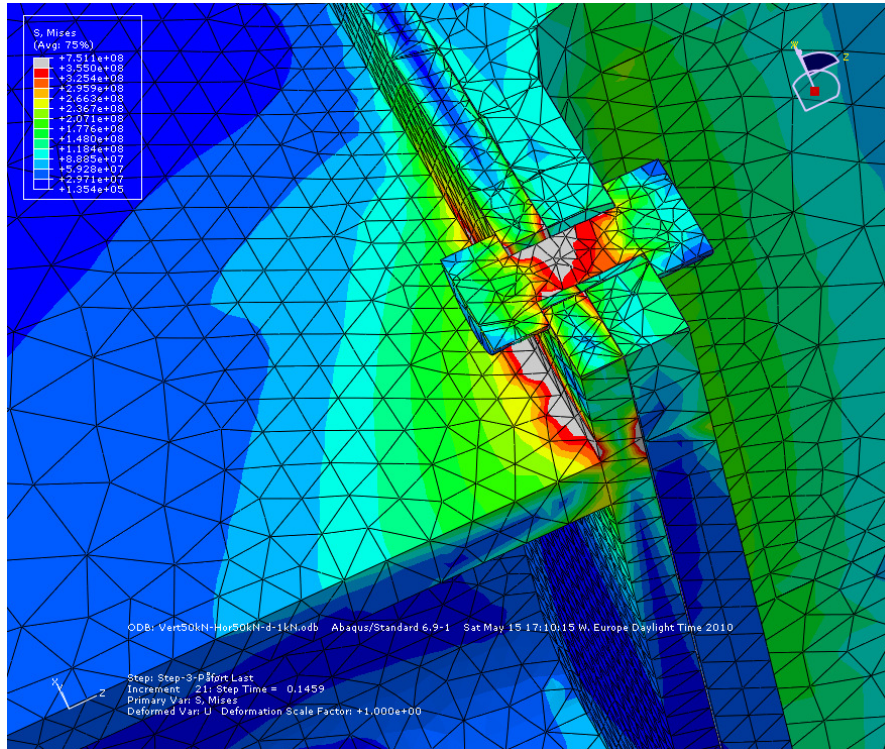 S, Mises
(Avg: 75%)
+7.511e+08
+3.550e+08
+3.254e+08
+2.959e+08
+2.663e+08
+2.367e+08
+2.071e+08
+1.776e+08
+1.480e+08
+1.184e+08
+8.885e+07
+5.928e+07
+2.971e+07
+1.354e+05
Z
ODB: Vert50kN-Hor50kN-d-1kN.odb Abaqus/Standard 6.9-1 Sat May 15 17:10:15 W. Europe Daylight Time 2010
Step: Step-3-Påfort Last
Increment 21: Step Time = 0.1459
Primary Var: S, Mises
Deformed Var: U Deformation Scale Factor: +1.000e+00
X
Y
Z